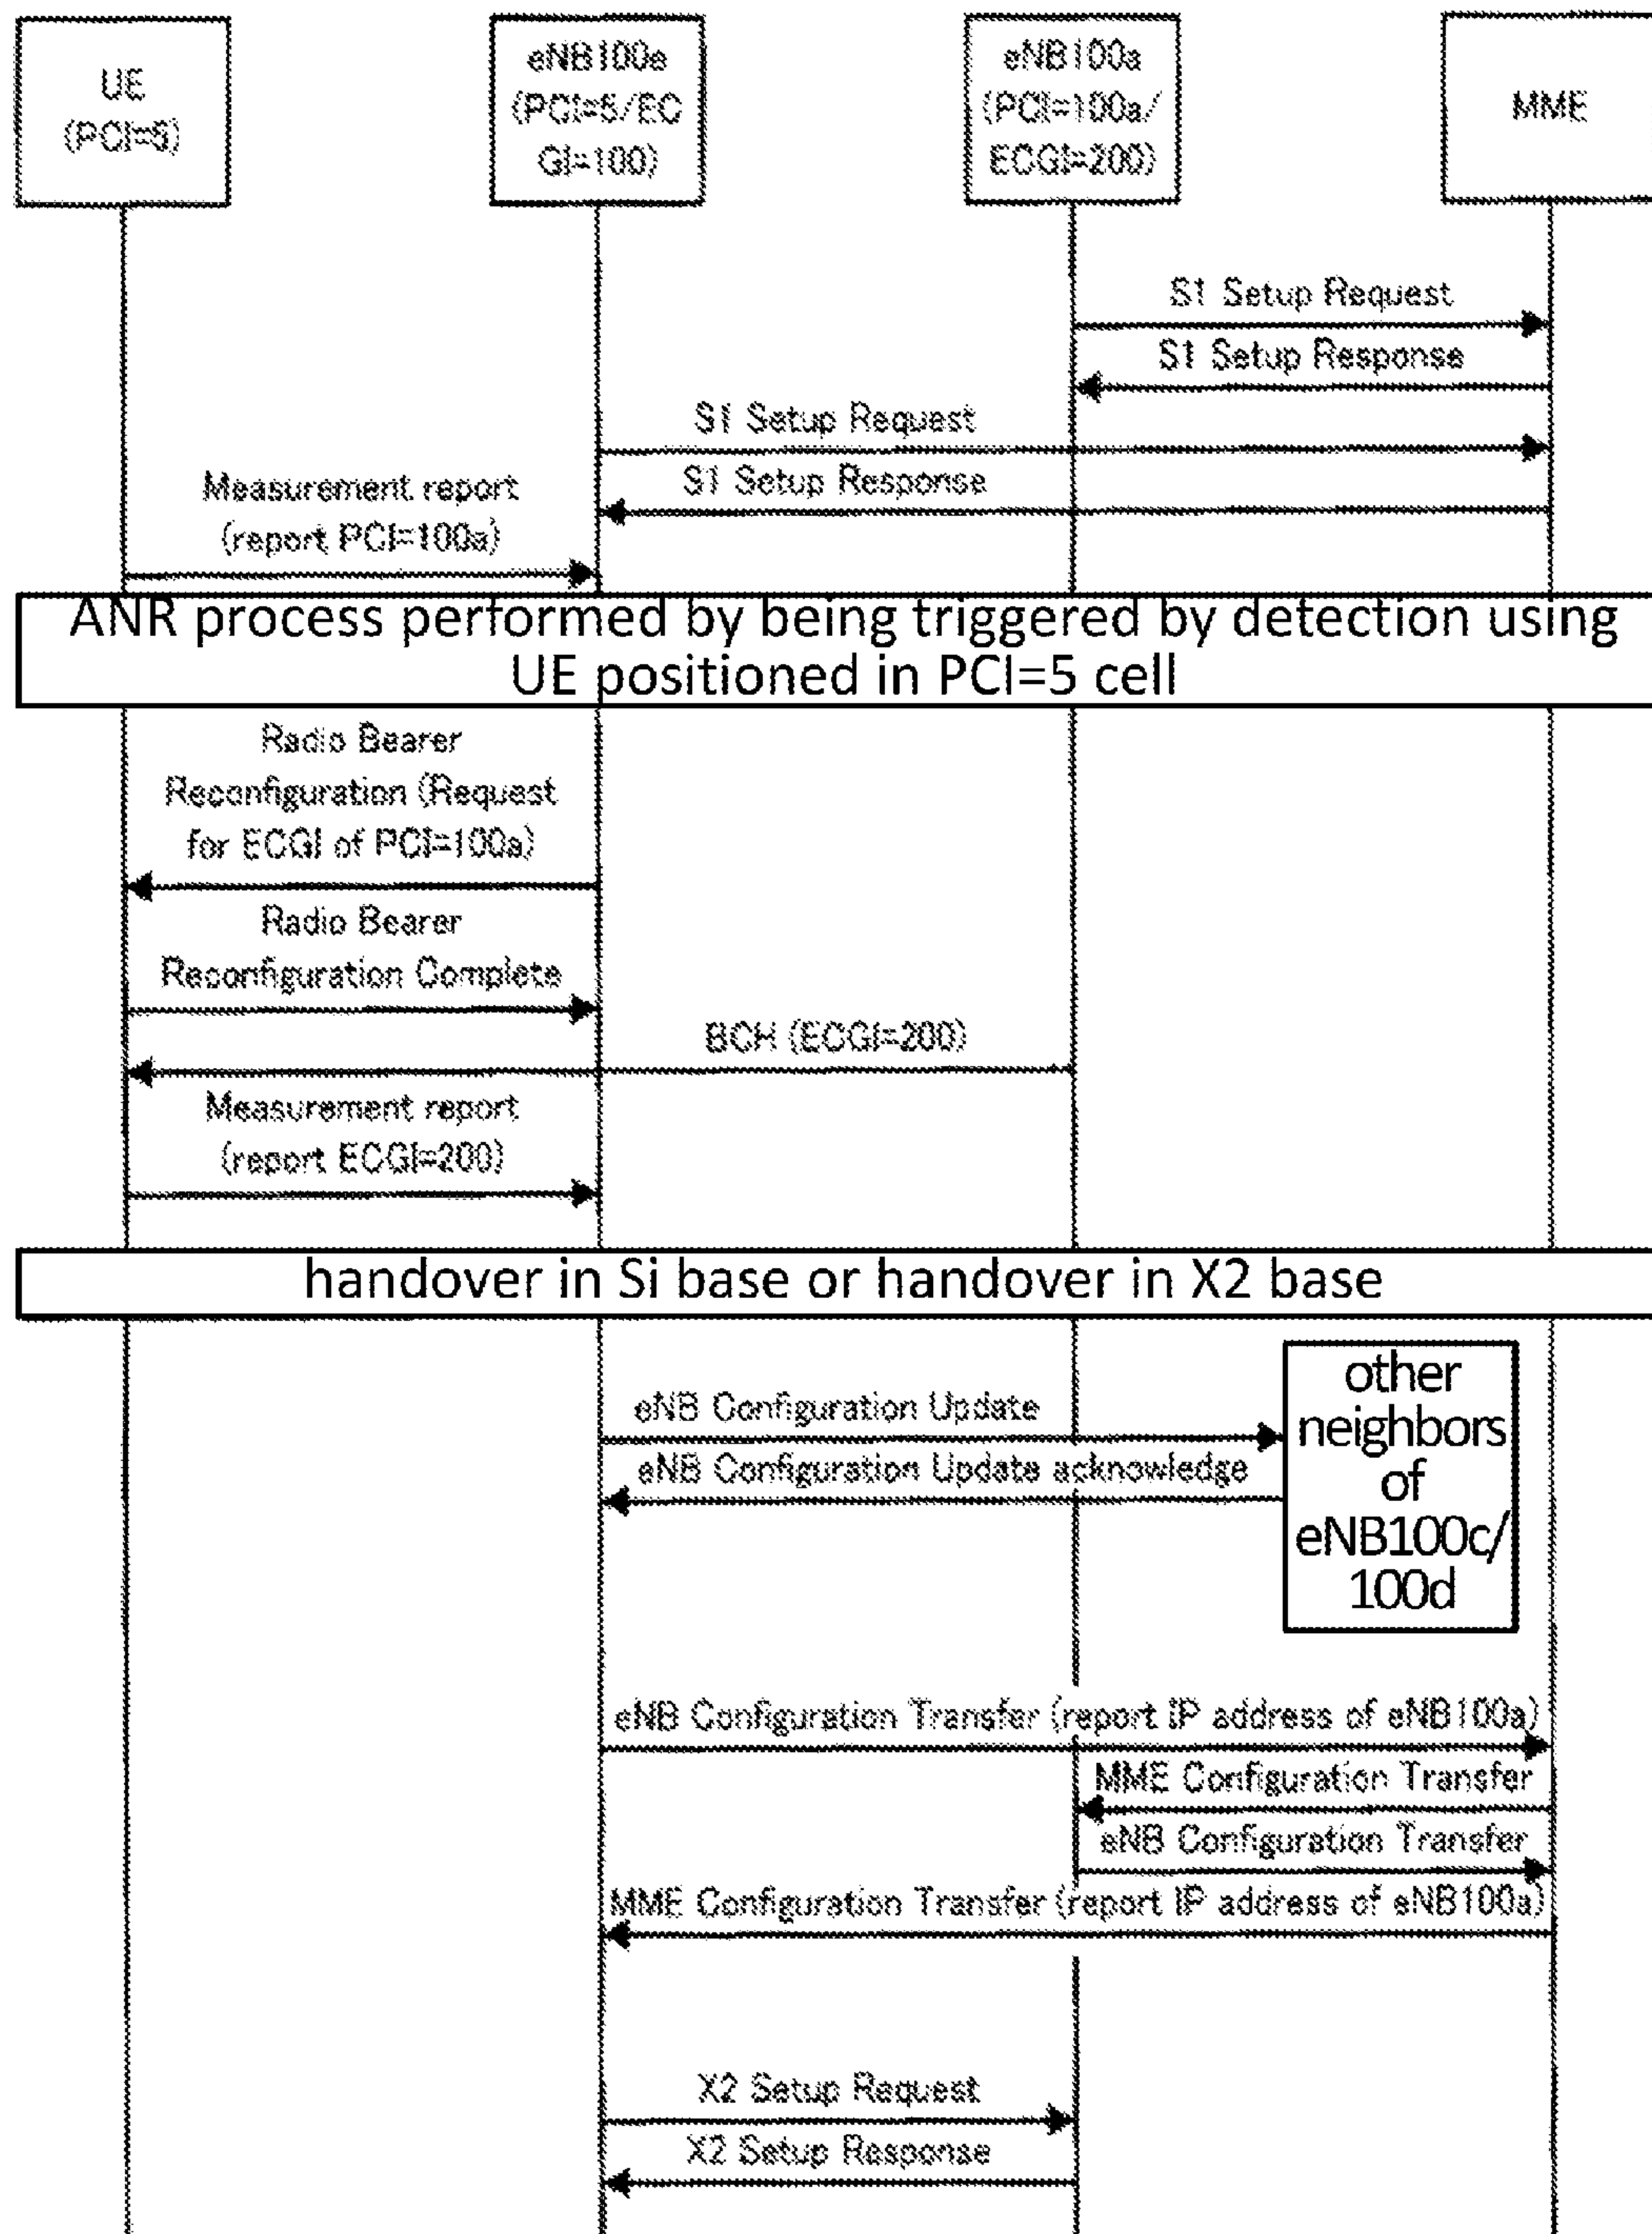 UE
(PCI=5)
eNB100e
(PCI=5/EC
GI=100)
eNB100a
(PCI=100a/
ECGI=200)
MME
S1 Setup Request
S1 Setup Response
S1 Setup Request
S1 Setup Response
Measurement report
(report PCI=100a)
ANR process performed by being triggered by detection using
UE positioned in PCI=5 cell
Radio Bearer
Reconfiguration (Request
for ECGI of PCI=100a)
Radio Bearer
Reconfiguration Complete
BCH (ECGI=200)
Measurement report
(report ECGI=200)
handover in Si base or handover in X2 base
other
neighbors
of
eNB100c/
100d
eNB Configuration Update
eNB Configuration Update acknowledge
eNB Configuration Transfer (report IP address of eNB100a)
MME Configuration Transfer
eNB Configuration Transfer
MME Configuration Transfer (report IP address of eNB100a)
X2 Setup Request
X2 Setup Response